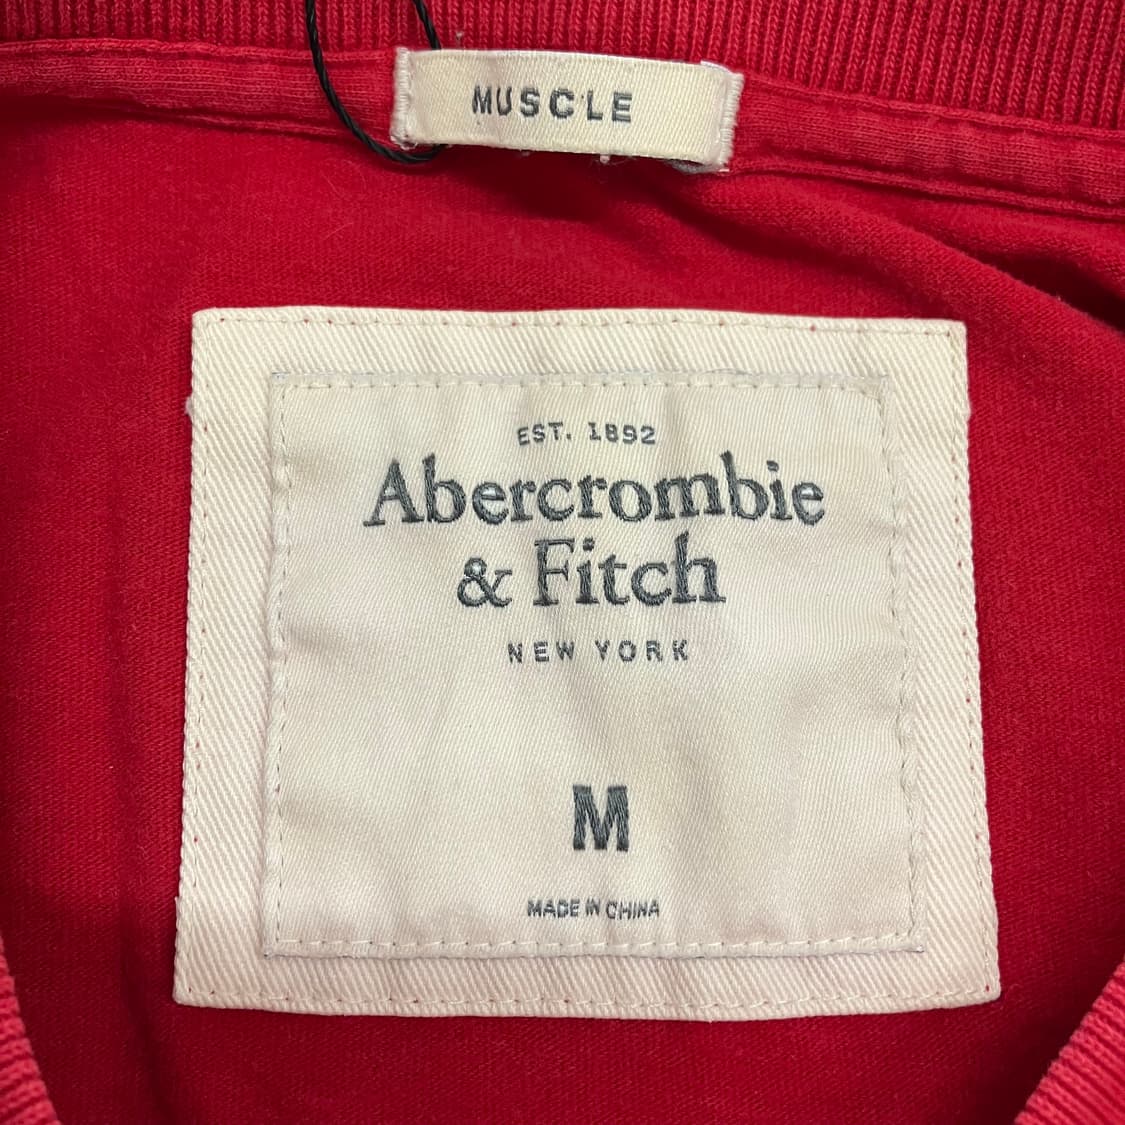 MUSCLE
EST. 1892
Abercrombie
& Fitch
NEW YORK
M
MADE IN CHINA